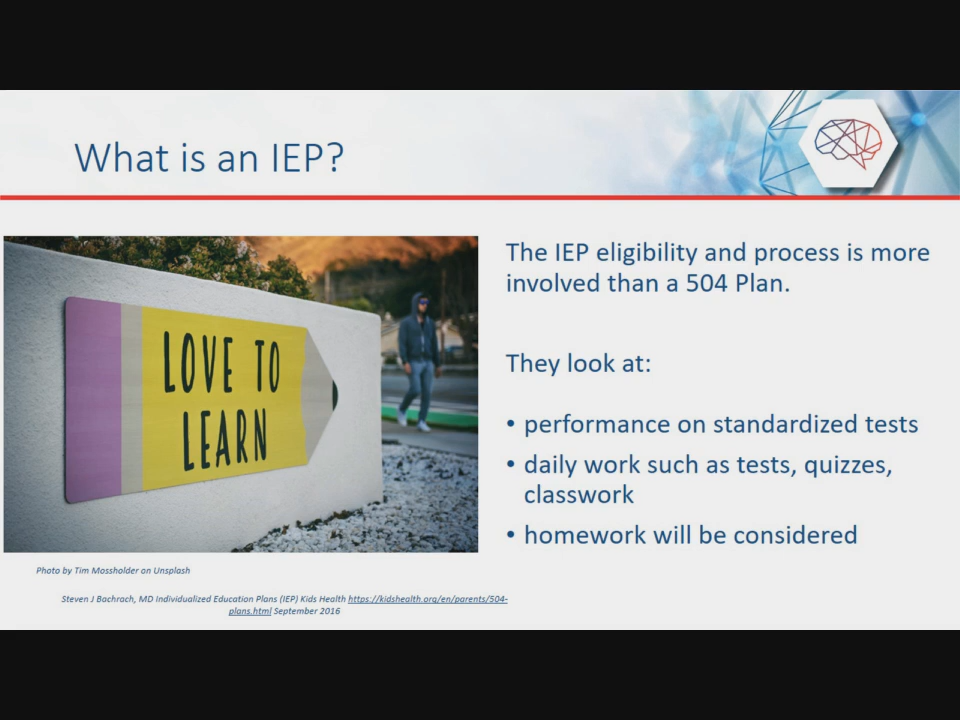 What is an IEP?
LOVE TO
LEARN
The IEP eligibility and process is more
involved than a 504 Plan.
They look at:
• performance on standardized tests
• daily work such as tests, quizzes,
classwork
• homework will be considered
Photo by Tim Mossholder on Unsplash
Steven J Bachrach, MD Individualized Education Plans (IEP) Kids Health https://kidshealth.org/en/parents/504-
plans.html September 2016